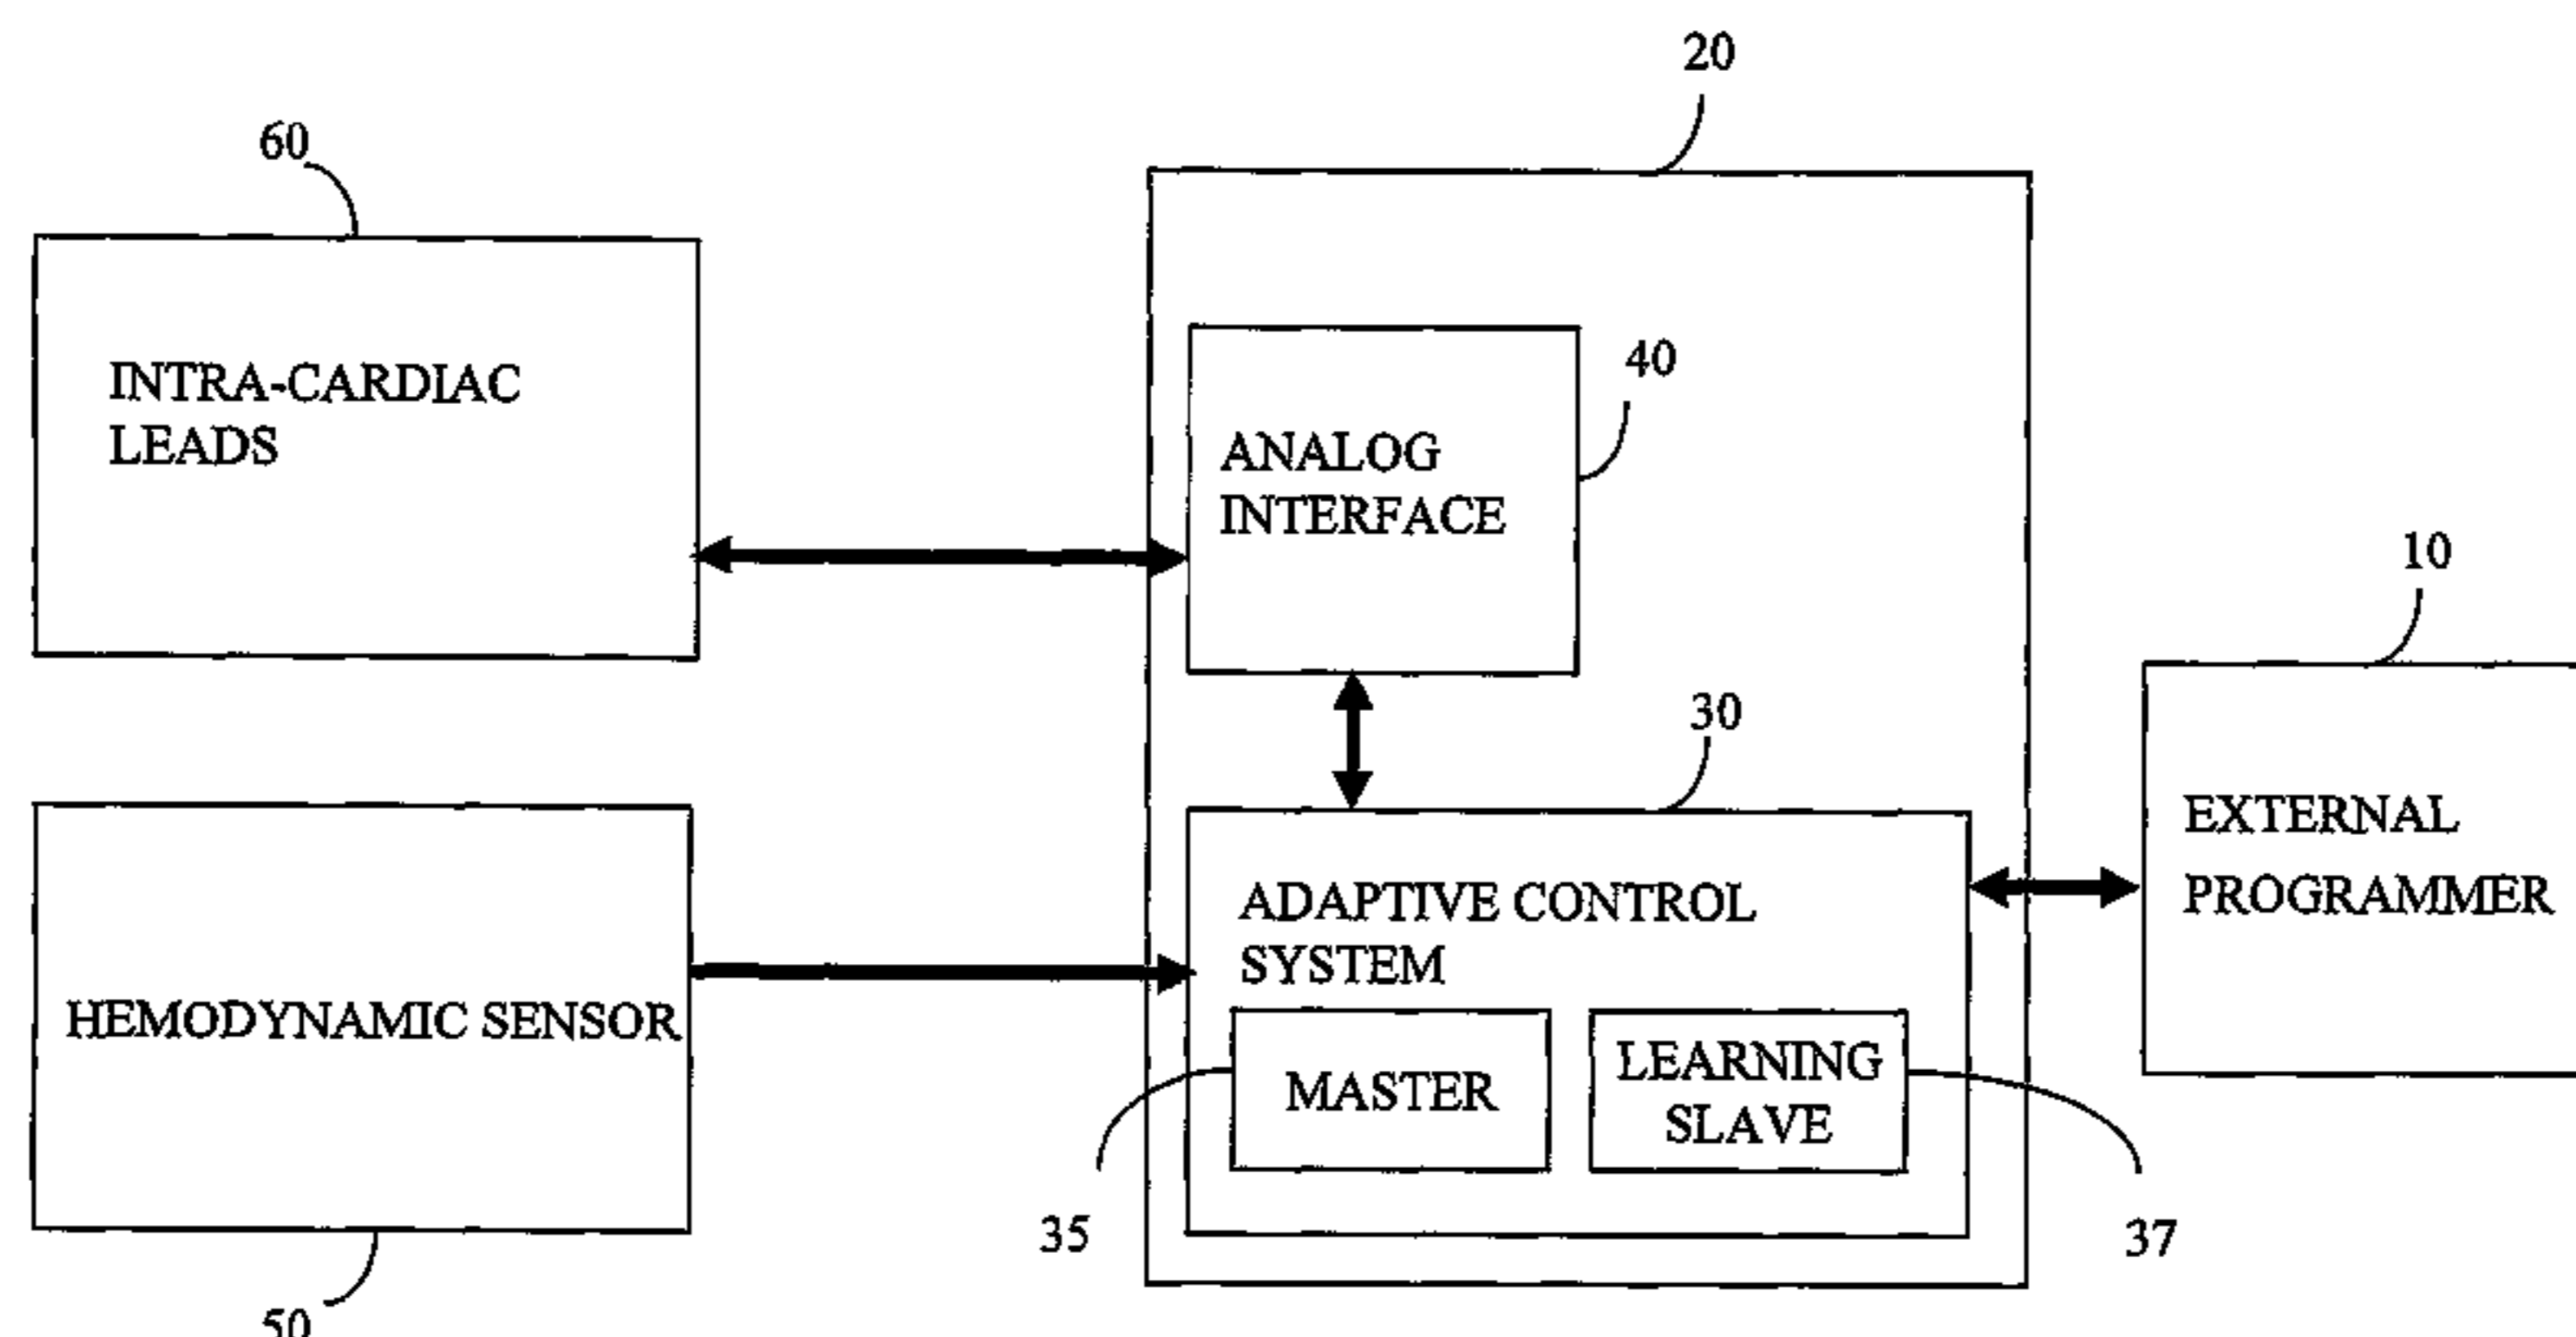 20
60
INTRA-CARDIAC
LEADS
40
ANALOG
INTERFACE
10
30
EXTERNAL
PROGRAMMER
ADAPTIVE CONTROL
SYSTEM
HEMODYNAMIC SENSOR
MASTER
LEARNING
SLAVE
35
37
50